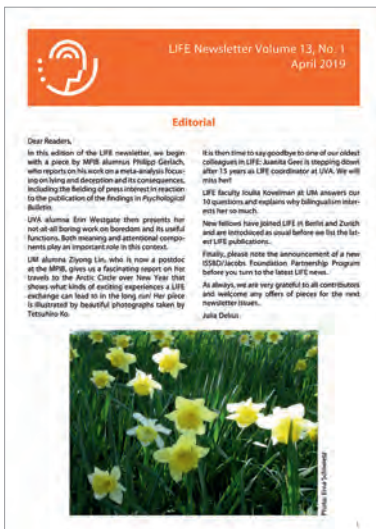 LIFE Newsletter Volume 13, No. 1
April 2019
Editorial
Dear Readers,
In this edition of the LIFE newsletter, we begin
with a piece by MPIB alumnus Philipp Gerlach,
who reports on his work on a meta-analysis focus-
ing on lying and deception and its consequences,
including the fielding of press interest in reaction
to the publication of the findings in Psychological
Bulletin.
UVA alumna Erin Westgate then presents her
not-at-all boring work on boredom and its useful
functions. Both meaning and attentional compo-
nents play an important role in this context.
UM alumna Ziyong Lin, who is now a postdoc
at the MPIB, gives us a fascinating report on her
travels to the Arctic Circle over New Year that
shows what kinds of exciting experiences a LIFE
exchange can lead to in the long run! Her piece
is illustrated by beautiful photographs taken by
Tetsuhiro Ko.
It is then time to say goodbye to one of our oldest
colleagues in LIFE: Juanita Geer is stepping down
after 15 years as LIFE coordinator at UVA. We will
miss her!
LIFE faculty Ioulia Kovelman at UM answers our
10 questions and explains why bilingualism inter-
ests her so much.
New fellows have joined LIFE in Berlin and Zurich
and are introduced as usual before we list the lat-
est LIFE publications.
Finally, please note the announcement of a new
ISSBD/Jacobs Foundation Partnership Program
before you turn to the latest LIFE news.
As always, we are very grateful to all contributors
and welcome any offers of pieces for the next
newsletter issues.
Julia Delius
Photo: Erna Schiwietz
1